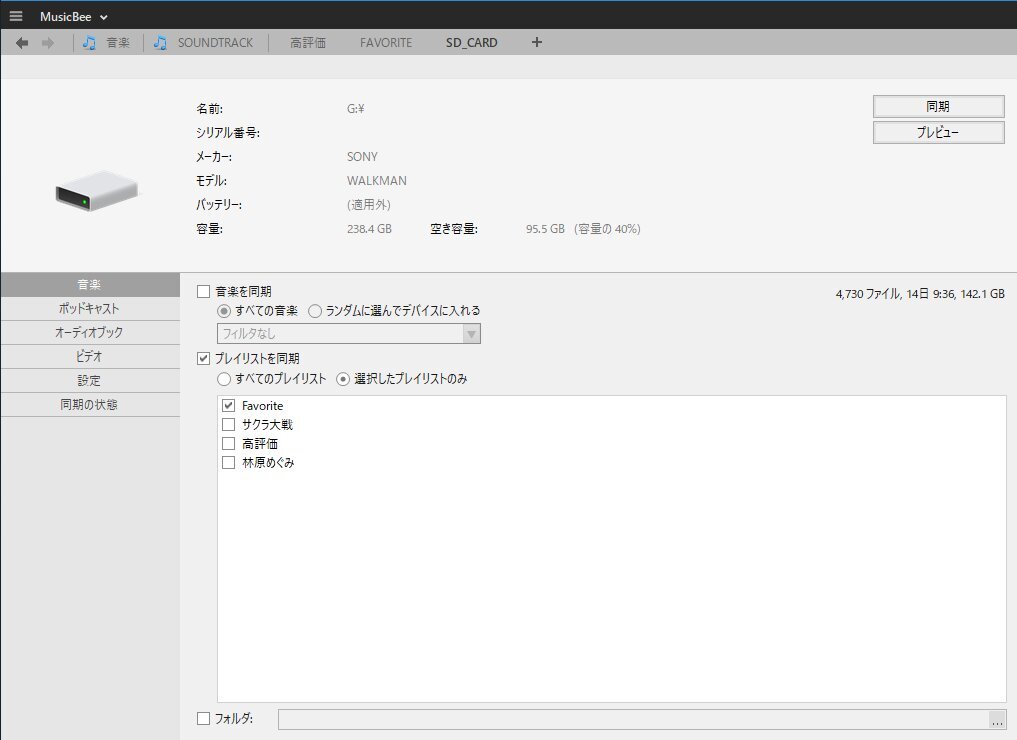 MusicBee
音楽 SOUNDTRACK 高評価 FAVORITE SD_CARD +
名前: G:¥ 同期
シリアル番号: プレビュー
メーカー: SONY
モデル: WALKMAN
バッテリー: (適用外)
容量: 238.4 GB 空き容量: 95.5 GB (容量の 40%)
音楽
ポッドキャスト
オーディオブック
ビデオ
設定
同期の状態
音楽を同期 4,730 ファイル, 14日 9:36, 142.1 GB
すべての音楽 ランダムに選んでデバイスに入れる
フィルタなし
プレイリストを同期
すべてのプレイリスト 選択したプレイリストのみ
Favorite
サクラ大戦
高評価
林原めぐみ
フォルダ: ...